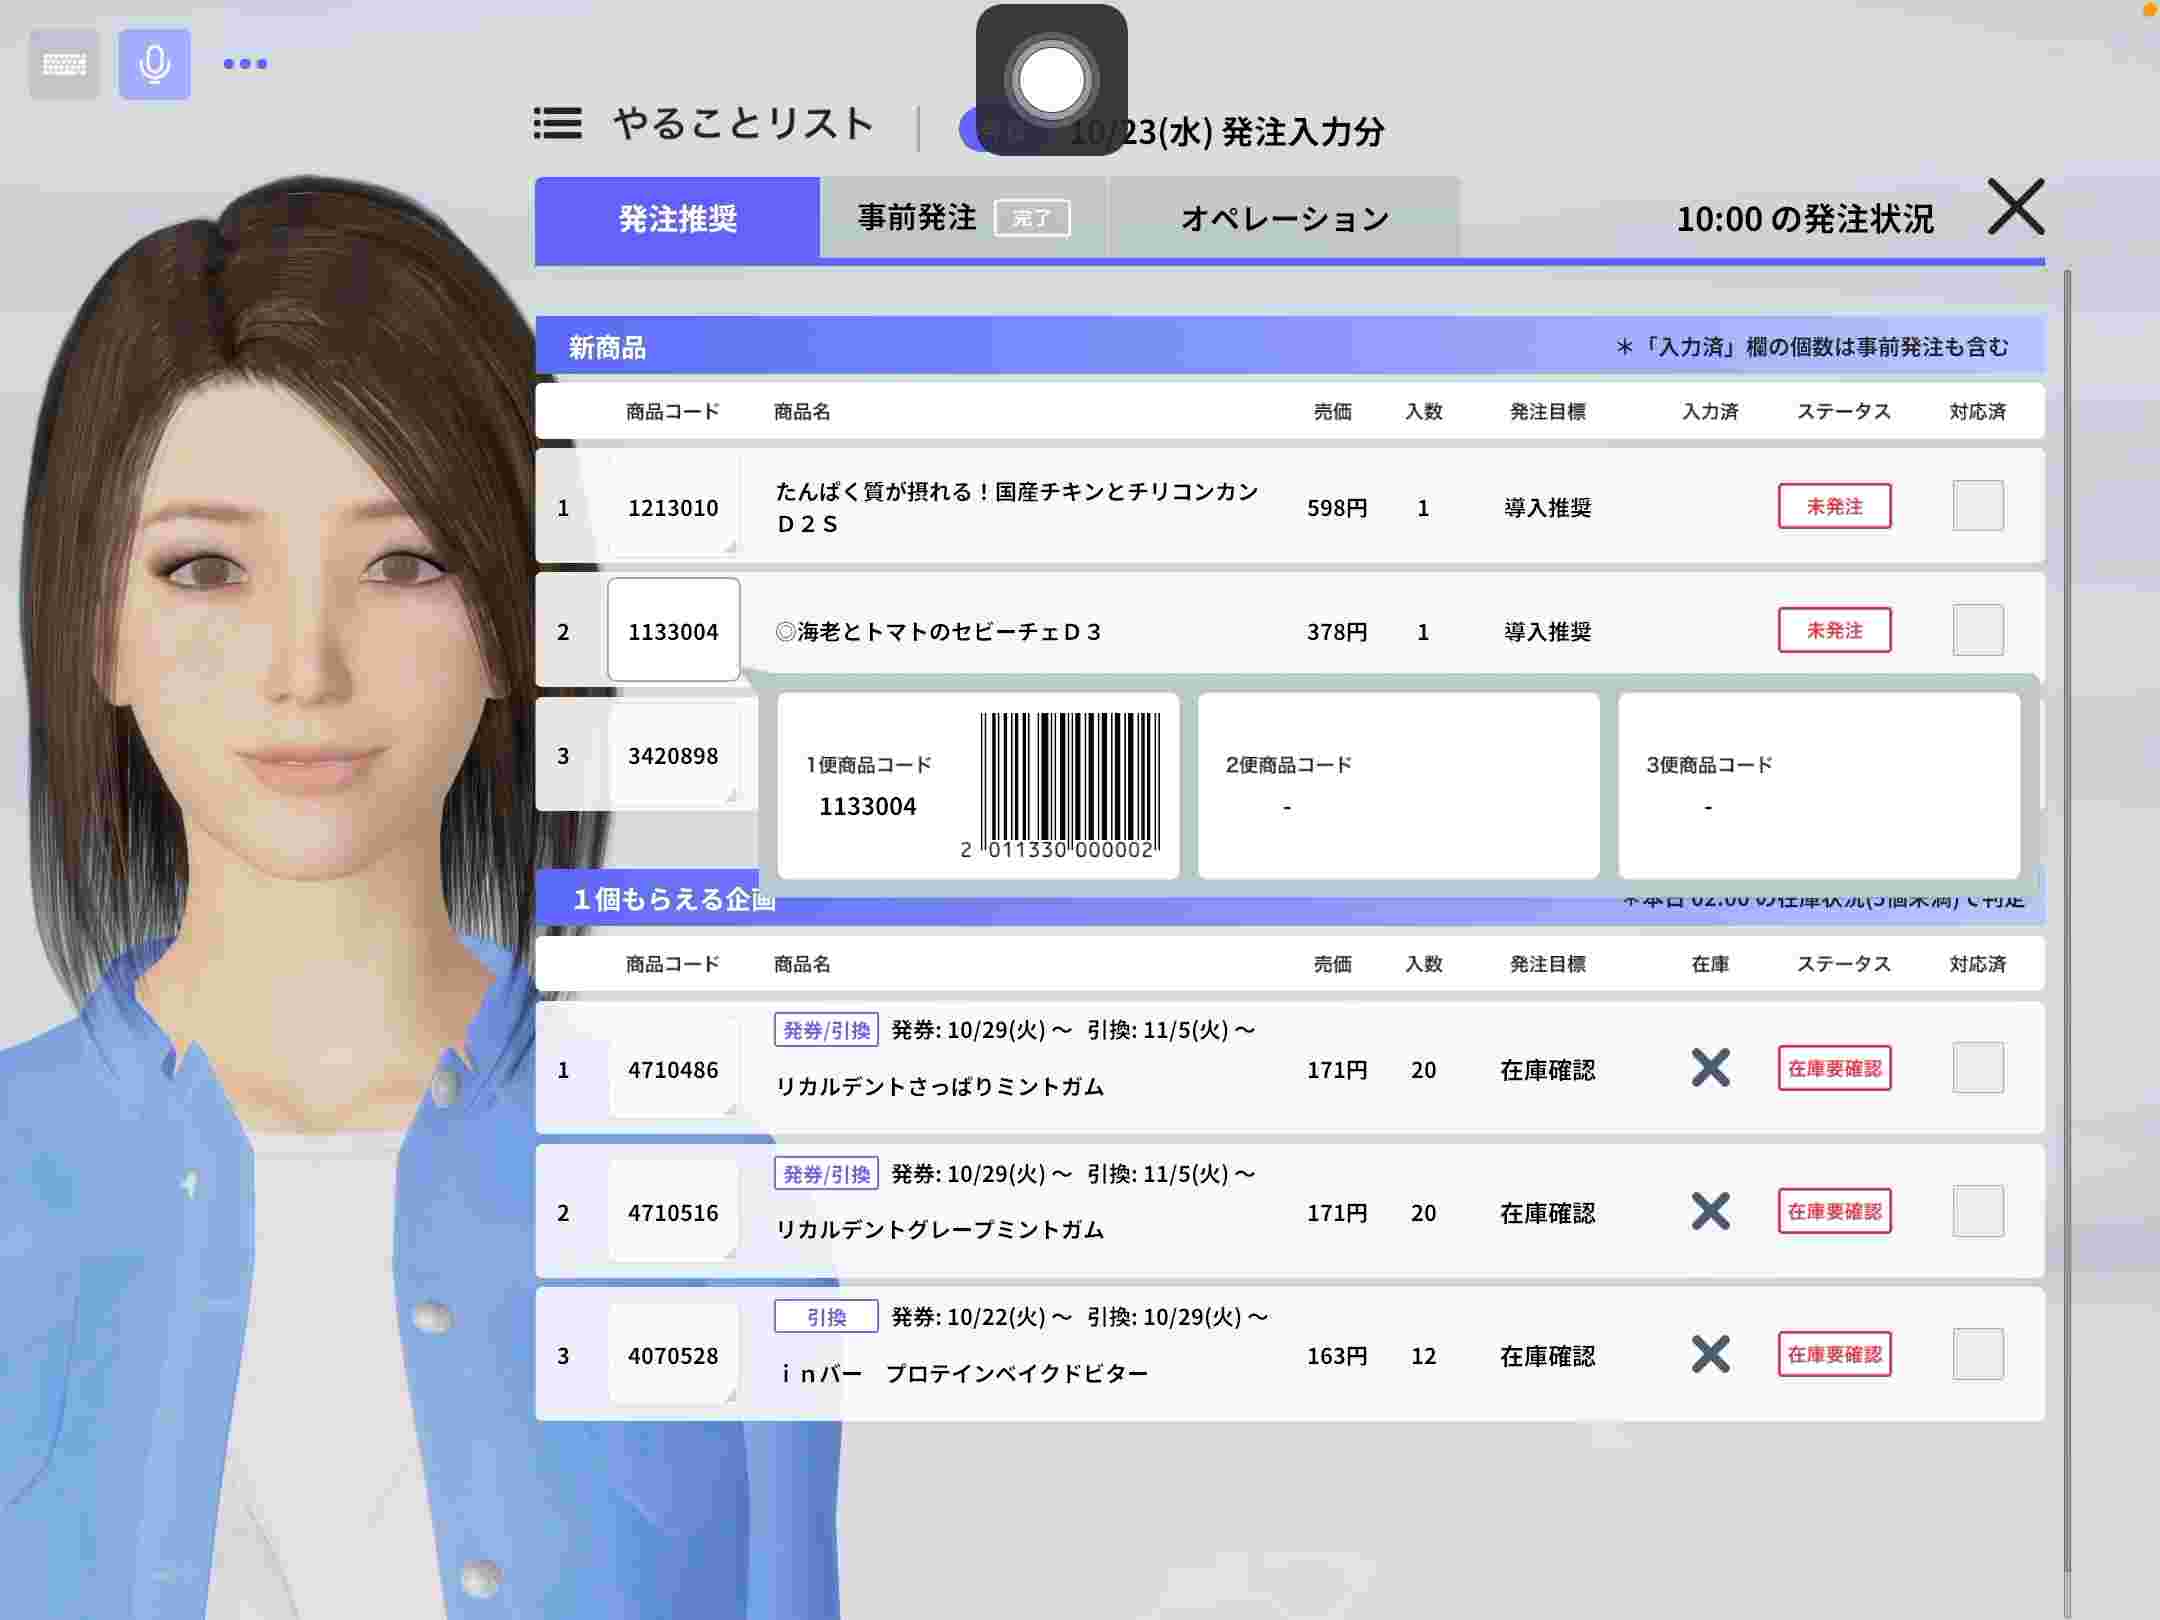 やることリスト
10/23(水) 発注入力分
発注推奨
事前発注 完了
オペレーション
10:00 の発注状況
新商品
＊「入力済」欄の個数は事前発注も含む
商品コード 商品名 売価 入数 発注目標 入力済 ステータス 対応済
1 1213010 たんぱく質が摂れる！国産チキンとチリコンカン
Ｄ２Ｓ 598円 1 導入推奨 未発注
2 1133004 ◎海老とトマトのセビーチェＤ３ 378円 1 導入推奨 未発注
3 3420898
1便商品コード
1133004
2 011330 000002
2便商品コード
-
3便商品コード
-
１個もらえる企画
＊本日 02:00 の在庫状況(5個未満)で判定
商品コード 商品名 売価 入数 発注目標 在庫 ステータス 対応済
発券/引換 発券: 10/29(火) ～ 引換: 11/5(火) ～
1 4710486 リカルデントさっぱりミントガム 171円 20 在庫確認 在庫要確認
発券/引換 発券: 10/29(火) ～ 引換: 11/5(火) ～
2 4710516 リカルデントグレープミントガム 171円 20 在庫確認 在庫要確認
引換 発券: 10/22(火) ～ 引換: 10/29(火) ～
3 4070528 ｉｎバー　プロテインベイクドビター 163円 12 在庫確認 在庫要確認